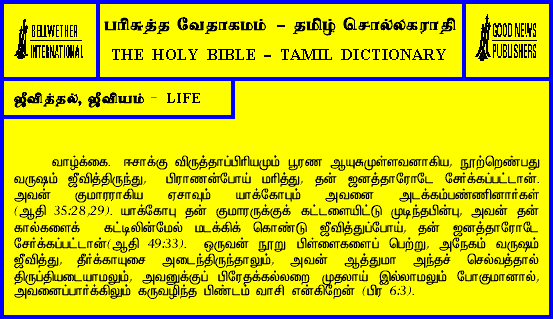 BELLWETHER
INTERNATIONAL
பரிசுத்த வேதாகமம் - தமிழ் சொல்லகராதி
THE HOLY BIBLE - TAMIL DICTIONARY
GOOD NEWS
PUBLISHERS
ஜீவித்தல், ஜீவியம் - LIFE
வாழ்க்கை. ஈசாக்கு விருத்தாப்பிரியமும் பூரண ஆயுசுமுள்ளவனாகிய, நூற்றெண்பது
வருஷம் ஜீவித்திருந்து, பிராணன்போய் மரித்து, தன் ஜனத்தாரோடே சேர்க்கப்பட்டான்.
அவன் குமாரராகிய ஏசாவும் யாக்கோபும் அவனை அடக்கம்பண்ணினார்கள்
(ஆதி 35:28,29). யாக்கோபு தன் குமாரருக்குக் கட்டளையிட்டு முடிந்தபின்பு, அவன் தன்
கால்களைக் கட்டிலின்மேல் மடக்கிக் கொண்டு ஜீவித்துப்போய், தன் ஜனத்தாரோடே
சேர்க்கப்பட்டான்(ஆதி 49:33). ஒருவன் நூறு பிள்ளைகளைப் பெற்று, அநேகம் வருஷம்
ஜீவித்து, தீர்க்காயுசை அடைந்திருந்தாலும், அவன் ஆத்துமா அந்தச் செல்வத்தால்
திருப்தியடையாமலும், அவனுக்குப் பிரேதக்கல்லறை முதலாய் இல்லாமலும் போகுமானால்,
அவனைப்பார்க்கிலும் கருவழிந்த பிண்டம் வாசி என்கிறேன் (பிர 6:3).